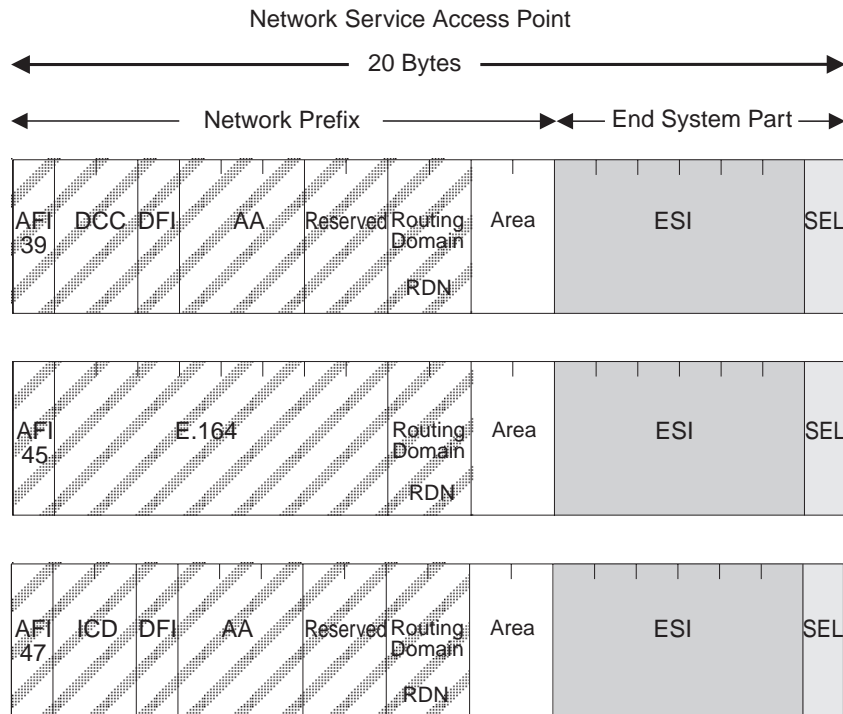 Network Service Access Point
20 Bytes
Network Prefix End System Part
AFI DCC DFI AA Reserved Routing Area ESI SEL
39 Domain
RDN
AFI E.164 Routing Area ESI SEL
45 Domain
RDN
AFI ICD DFI AA Reserved Routing Area ESI SEL
47 Domain
RDN